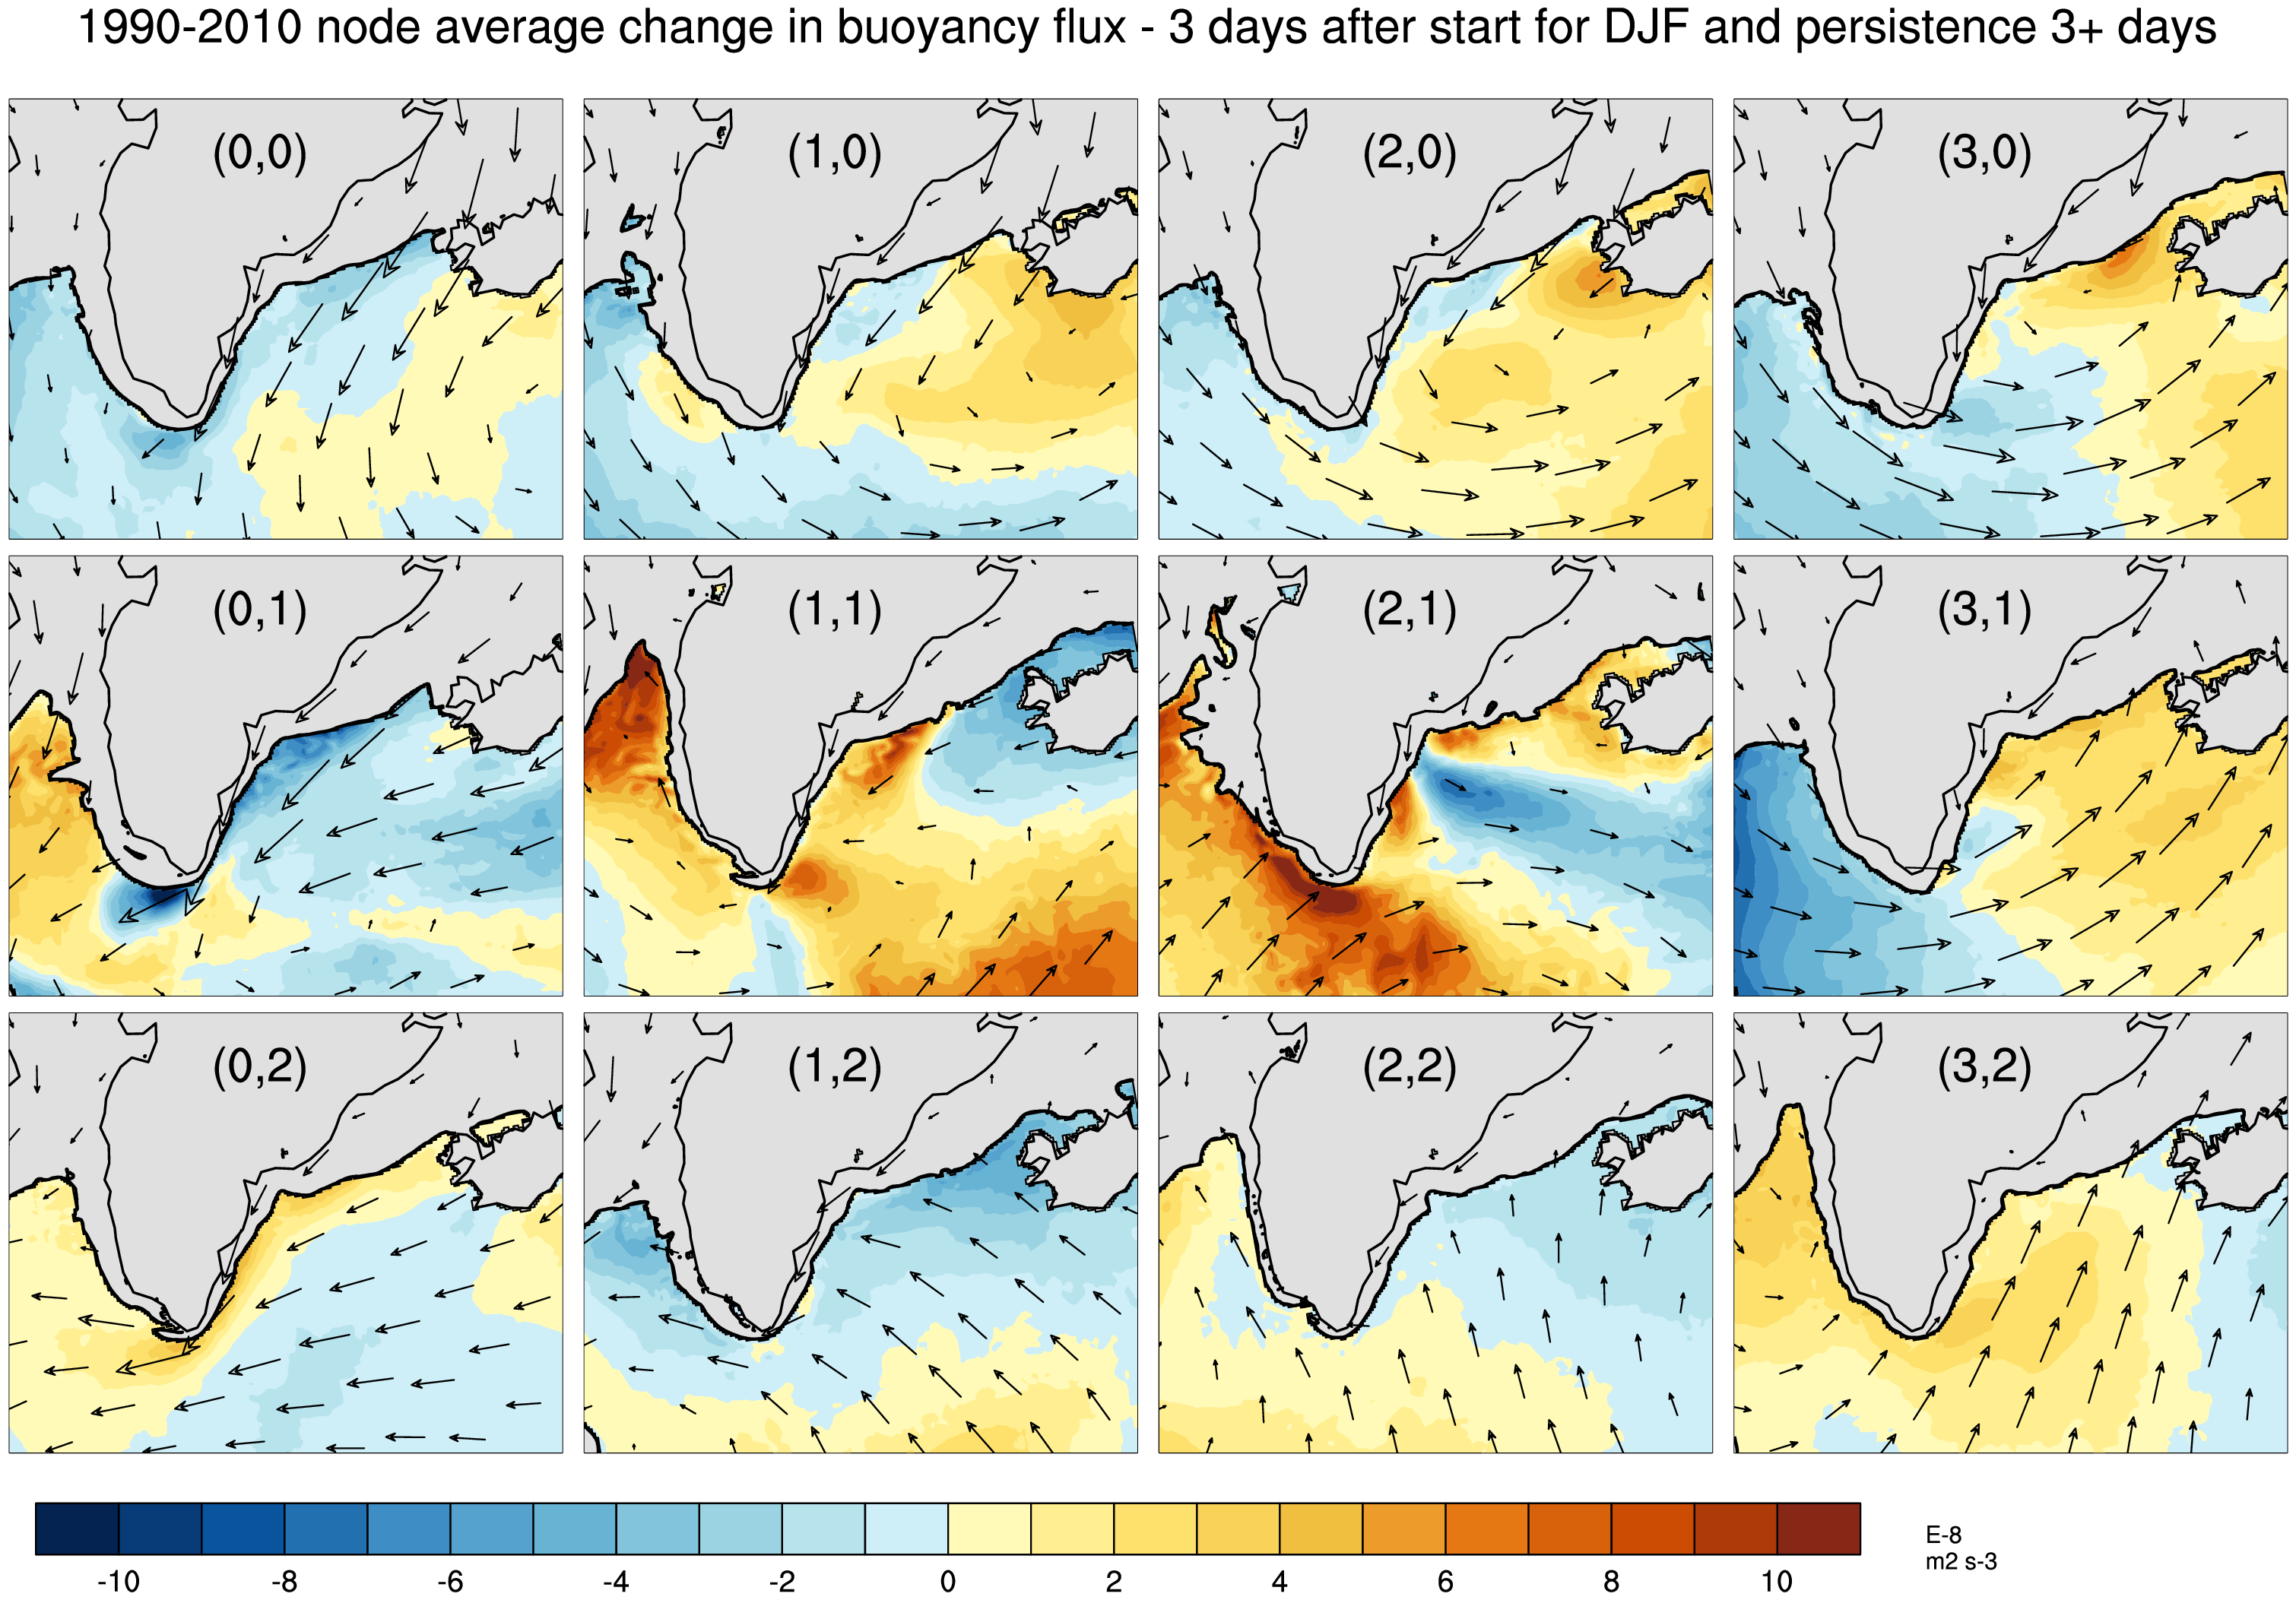 1990-2010 node average change in buoyancy flux - 3 days after start for DJF and persistence 3+ days
(0,0) (1,0) (2,0) (3,0)
(0,1) (1,1) (2,1) (3,1)
(0,2) (1,2) (2,2) (3,2)
E-8
m2 s-3
-10 -8 -6 -4 -2 0 2 4 6 8 10